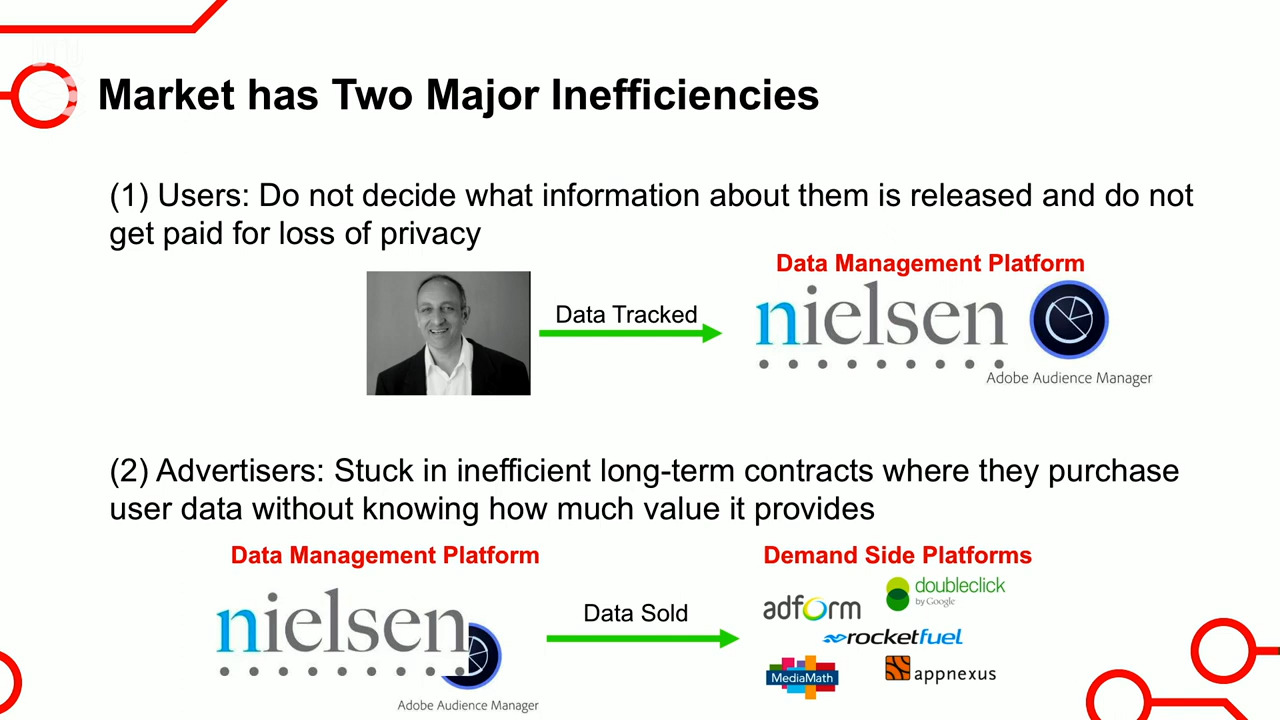 Market has Two Major Inefficiencies
(1) Users: Do not decide what information about them is released and do not
get paid for loss of privacy
Data Management Platform
Data Tracked
nielsen
Adobe Audience Manager
(2) Advertisers: Stuck in inefficient long-term contracts where they purchase
user data without knowing how much value it provides
Data Management Platform
Demand Side Platforms
nielsen
Adobe Audience Manager
Data Sold
doubleclick
by Google
adform
rocketfuel
MediaMath
appnexus